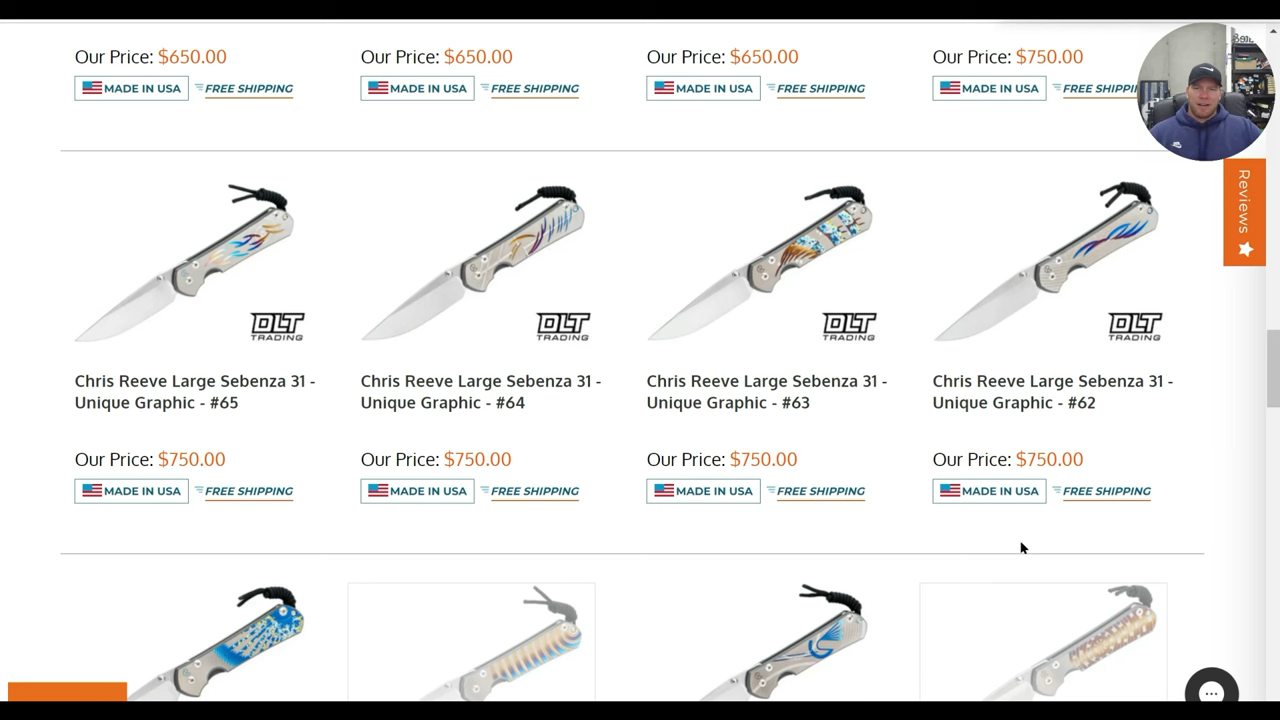 Our Price: $650.00
Our Price: $650.00
Our Price: $650.00
Our Price: $750.00
MADE IN USA FREE SHIPPING
MADE IN USA FREE SHIPPING
MADE IN USA FREE SHIPPING
MADE IN USA FREE
Reviews
DLT TRADING
DLT TRADING
DLT TRADING
DLT TRADING
Chris Reeve Large Sebenza 31 -
Unique Graphic - #65
Chris Reeve Large Sebenza 31 -
Unique Graphic - #64
Chris Reeve Large Sebenza 31 -
Unique Graphic - #63
Chris Reeve Large Sebenza 31 -
Unique Graphic - #62
Our Price: $750.00
Our Price: $750.00
Our Price: $750.00
Our Price: $750.00
MADE IN USA FREE SHIPPING
MADE IN USA FREE SHIPPING
MADE IN USA FREE SHIPPING
MADE IN USA FREE SHIPPING